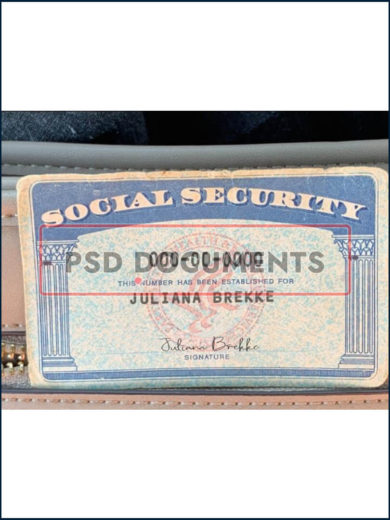 SOCIAL SECURITY
000-00-0000
PSD DOCUMENTS
THIS NUMBER HAS BEEN ESTABLISHED FOR
JULIANA BREKKE
Juliana Brekke
SIGNATURE